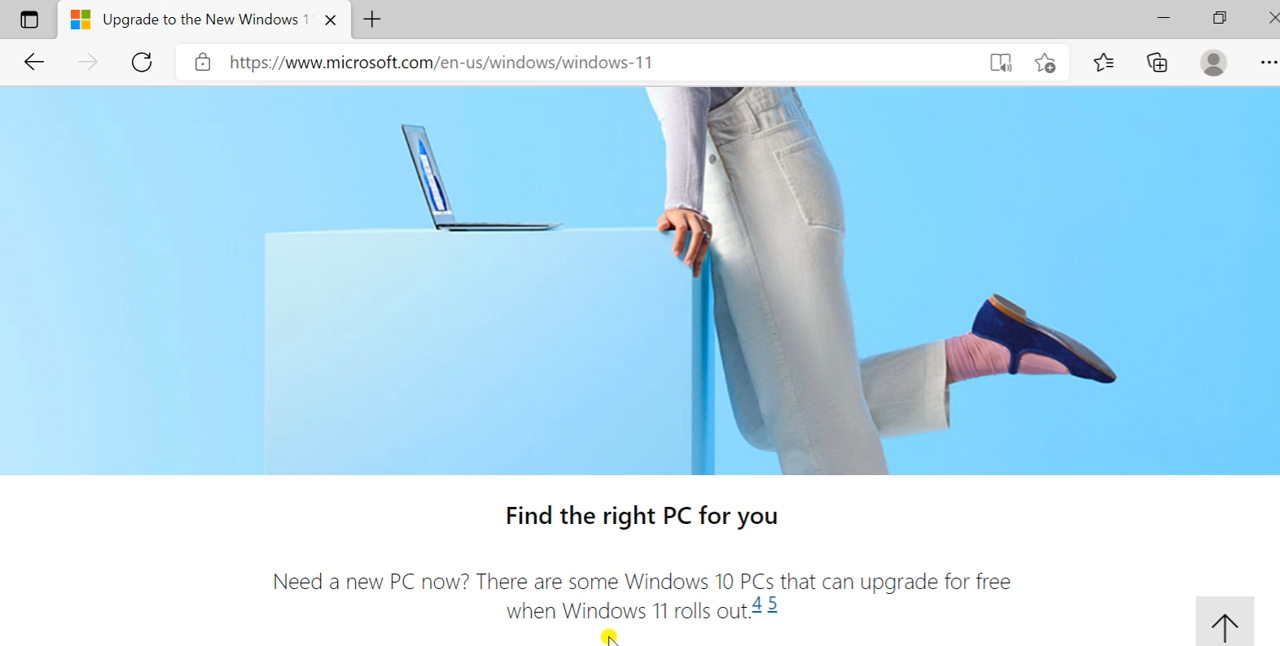 Upgrade to the New Windows 1
https://www.microsoft.com/en-us/windows/windows-11
Find the right PC for you
Need a new PC now? There are some Windows 10 PCs that can upgrade for free
when Windows 11 rolls out.4 5